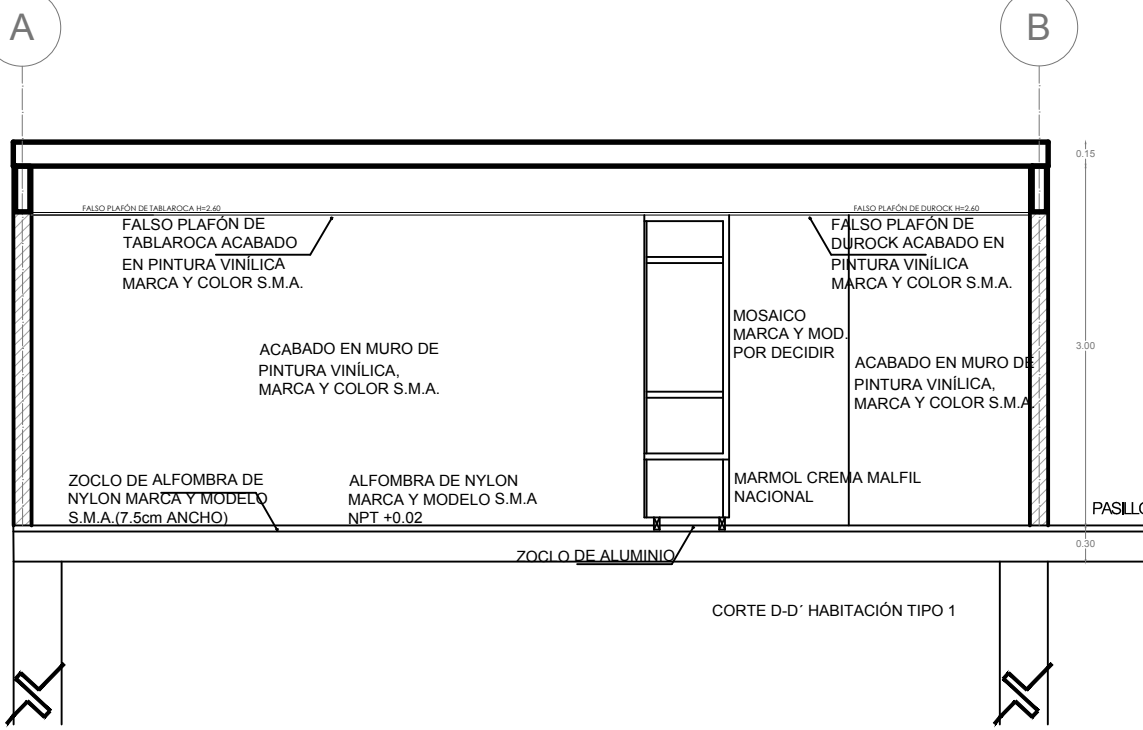 A
B
0.15
FALSO PLAFÓN DE TABLAROCA H=2.60
FALSO PLAFÓN DE DUROCK H=2.60
FALSO PLAFÓN DE
TABLAROCA ACABADO
EN PINTURA VINÍLICA
MARCA Y COLOR S.M.A.
FALSO PLAFÓN DE
DUROCK ACABADO EN
PINTURA VINÍLICA
MARCA Y COLOR S.M.A.
MOSAICO
MARCA Y MOD.
POR DECIDIR
3.00
ACABADO EN MURO DE
PINTURA VINÍLICA,
MARCA Y COLOR S.M.A.
ACABADO EN MURO DE
PINTURA VINÍLICA,
MARCA Y COLOR S.M.A.
ZOCLO DE ALFOMBRA DE
NYLON MARCA Y MODELO
S.M.A.(7.5cm ANCHO)
ALFOMBRA DE NYLON
MARCA Y MODELO S.M.A
NPT +0.02
MARMOL CREMA MALFIL
NACIONAL
PASILLO
0.30
ZOCLO DE ALUMINIO
CORTE D-D´ HABITACIÓN TIPO 1